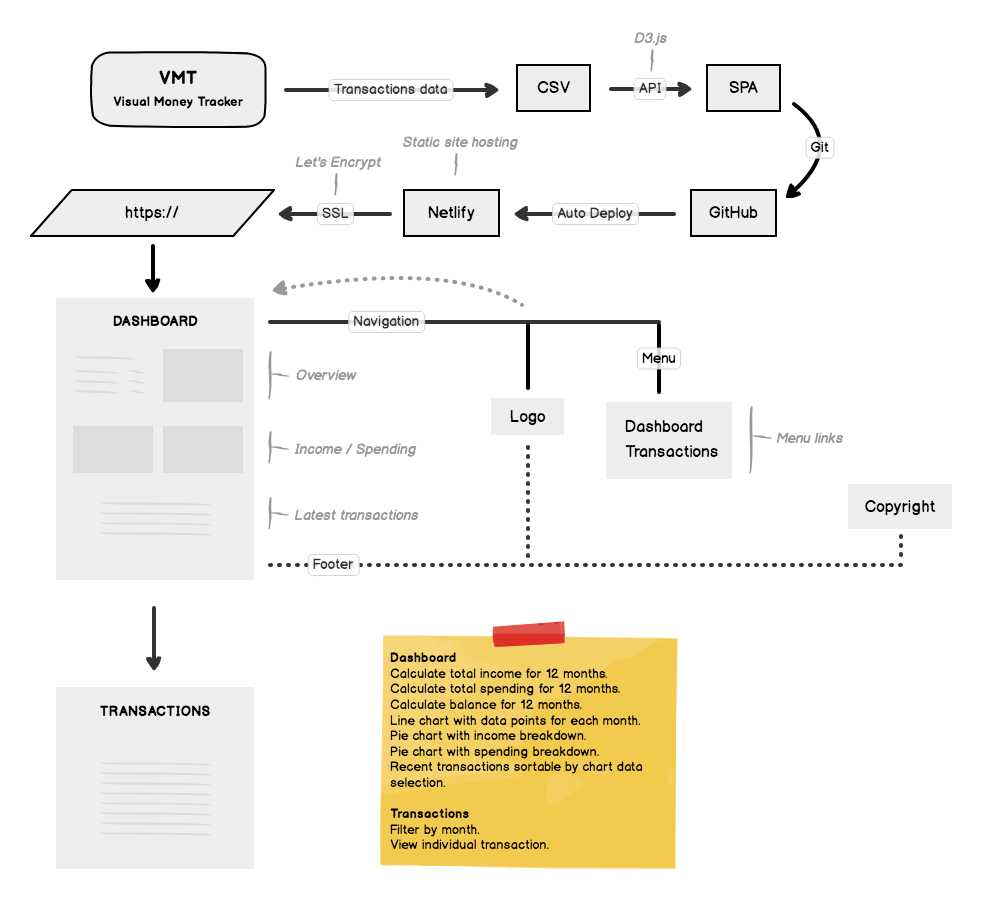 D3.js
VMT
Visual Money Tracker
Transactions data
CSV
API
SPA
Git
Static site hosting
Let's Encrypt
https://
SSL
Netlify
Auto Deploy
GitHub
DASHBOARD
Navigation
Menu
Overview
Logo
Dashboard
Transactions
Menu links
Income / Spending
Latest transactions
Copyright
Footer
TRANSACTIONS
Dashboard
Calculate total income for 12 months.
Calculate total spending for 12 months.
Calculate balance for 12 months.
Line chart with data points for each month.
Pie chart with income breakdown.
Pie chart with spending breakdown.
Recent transactions sortable by chart data
selection.
Transactions
Filter by month.
View individual transaction.